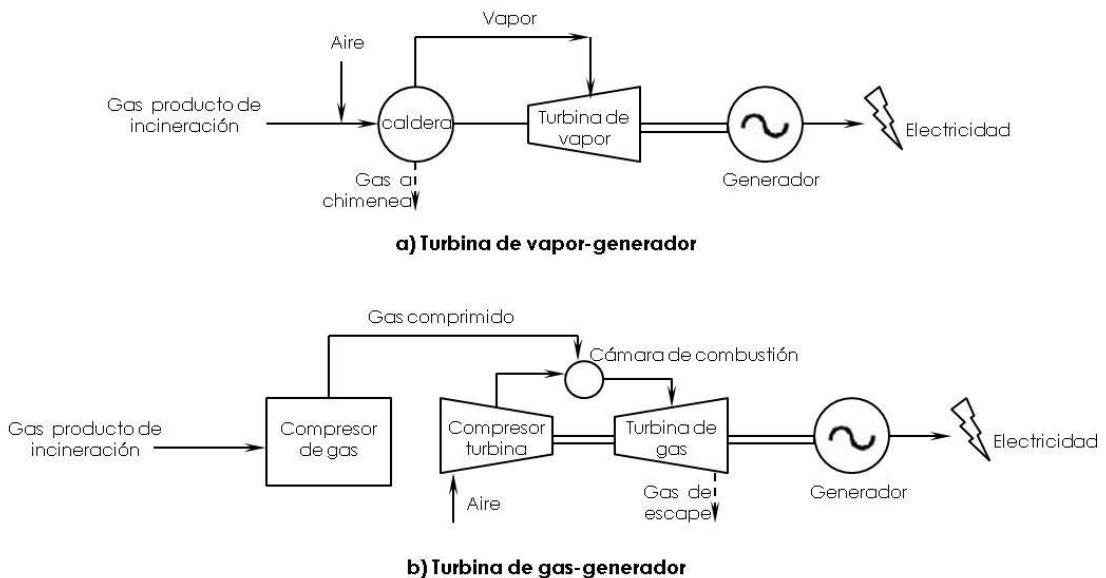 Vapor
Aire
Gas producto de
incineración
caldera
Turbina de
vapor
Electricidad
Gas a
chimenea
Generador
a) Turbina de vapor-generador
Gas comprimido
Cámara de combustión
Gas producto de
incineración
Compresor
de gas
Compresor
turbina
Turbina de
gas
Electricidad
Aire
Gas de
escape
Generador
b) Turbina de gas-generador